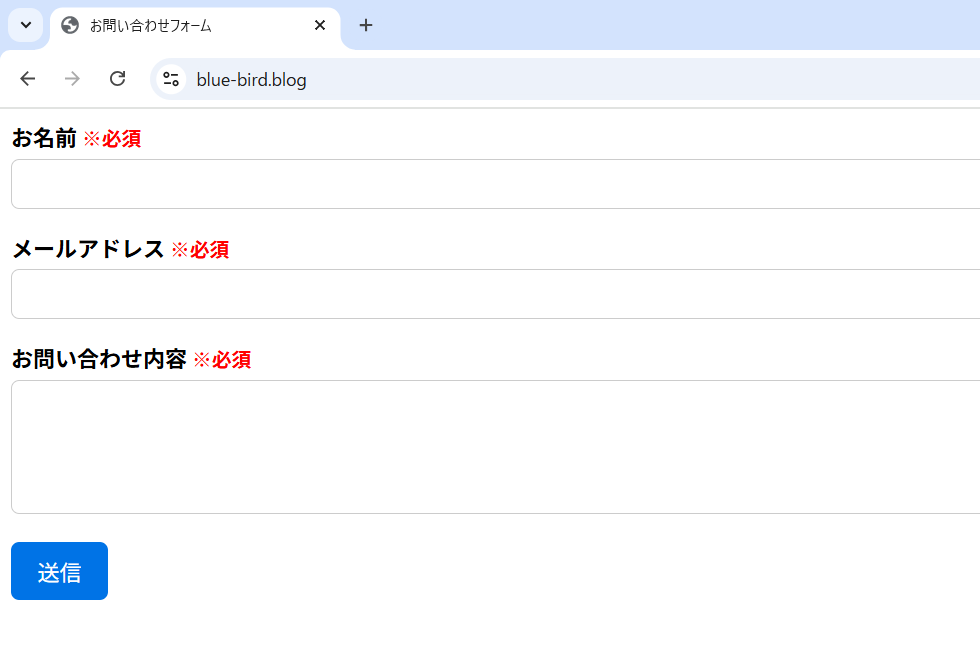 お問い合わせフォーム
blue-bird.blog
お名前 ※必須
メールアドレス ※必須
お問い合わせ内容 ※必須
送信